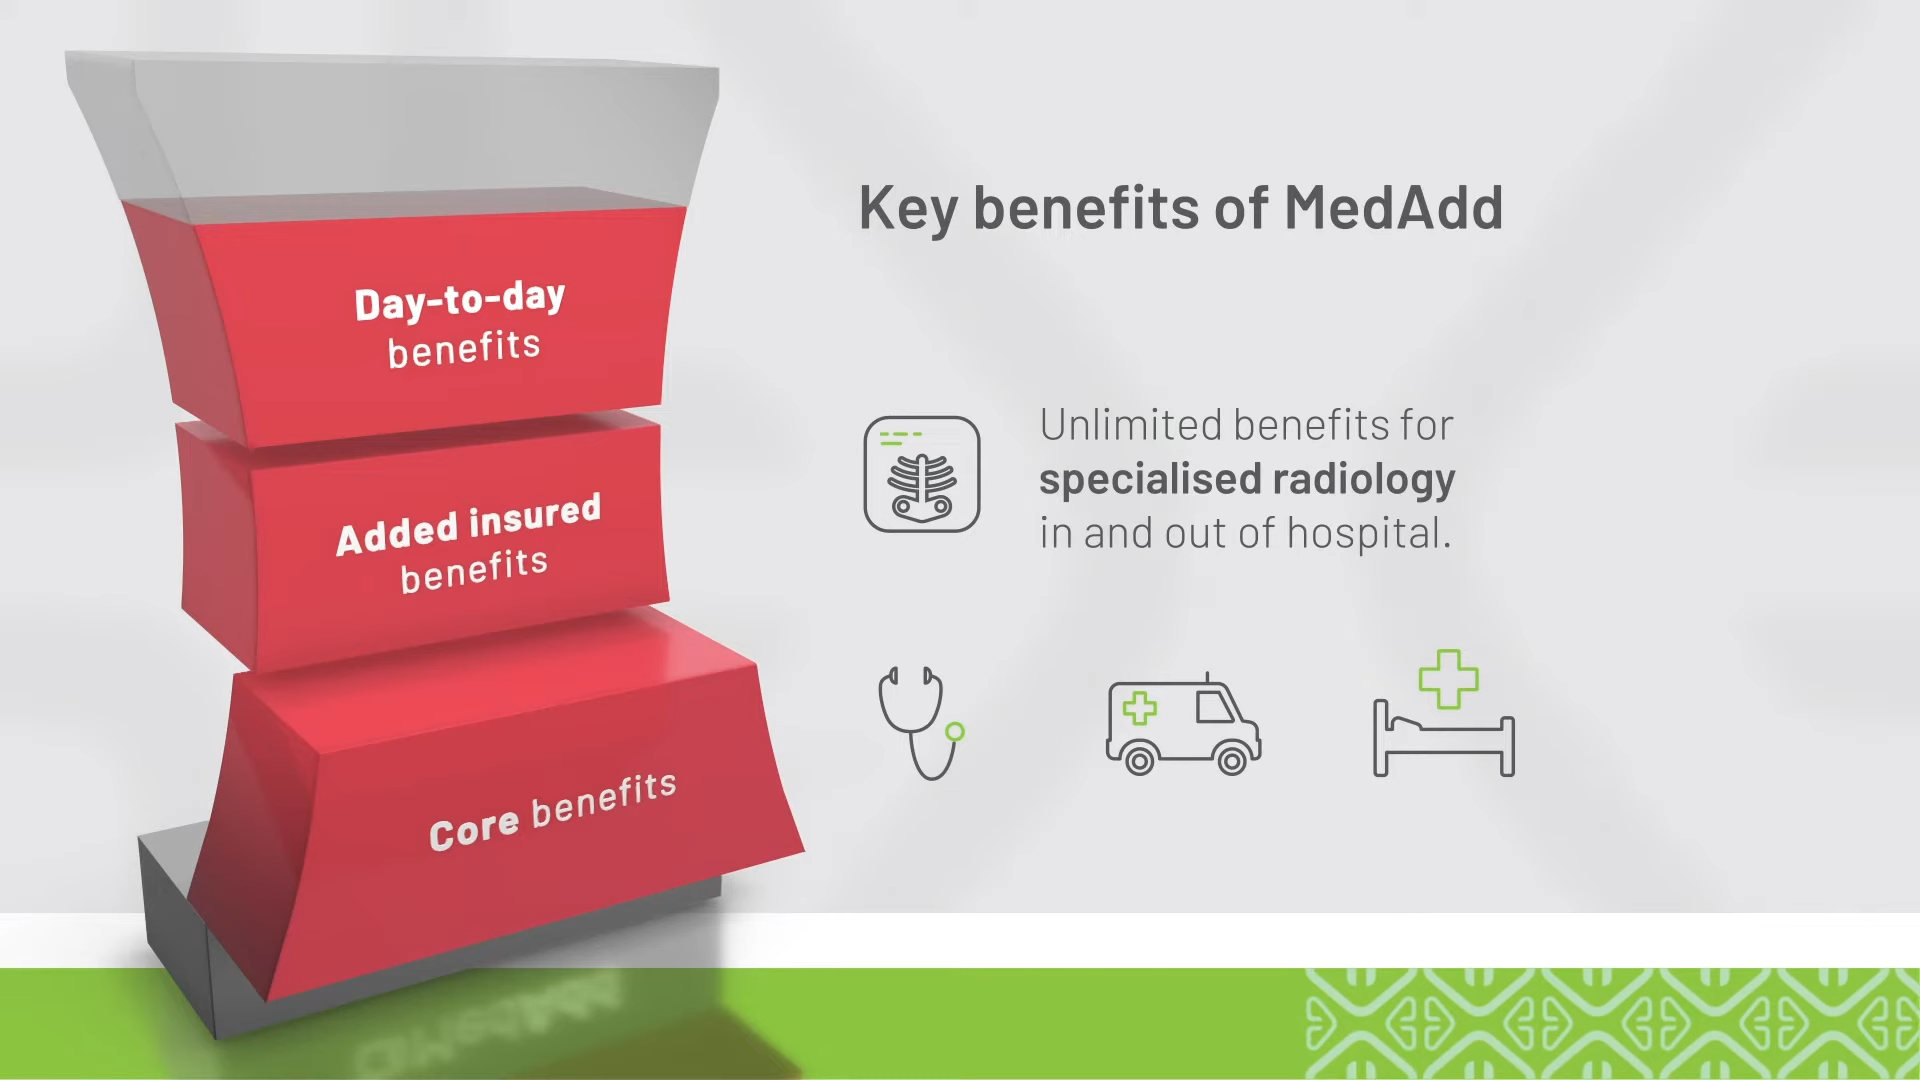 Key benefits of MedAdd
Day-to-day
benefits
Added insured
benefits
Core benefits
Unlimited benefits for
specialised radiology
in and out of hospital.